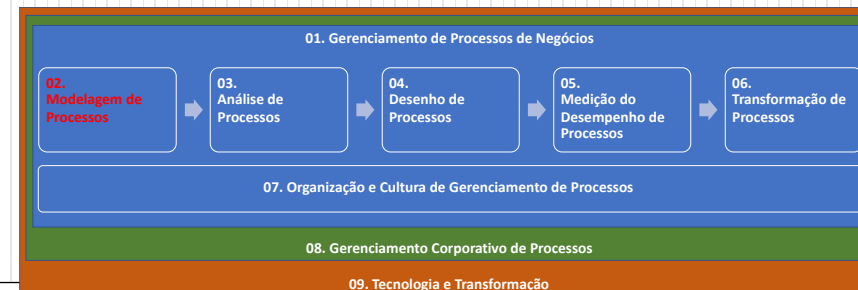 01. Gerenciamento de Processos de Negócios
02.
Modelagem de
Processos
03.
Análise de
Processos
04.
Desenho de
Processos
05.
Medição do
Desempenho de
Processos
06.
Transformação de
Processos
07. Organização e Cultura de Gerenciamento de Processos
08. Gerenciamento Corporativo de Processos
09. Tecnologia e Transformação